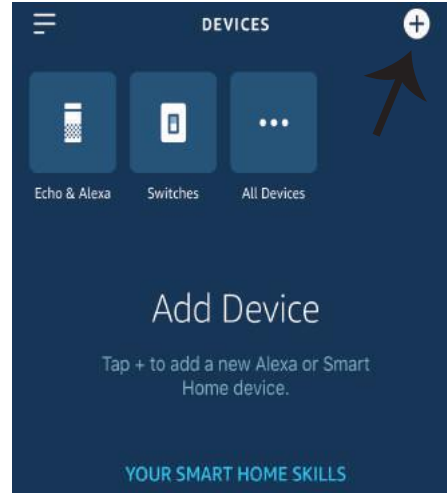 DEVICES
Echo & Alexa Switches All Devices
Add Device
Tap + to add a new Alexa or Smart
Home device.
YOUR SMART HOME SKILLS